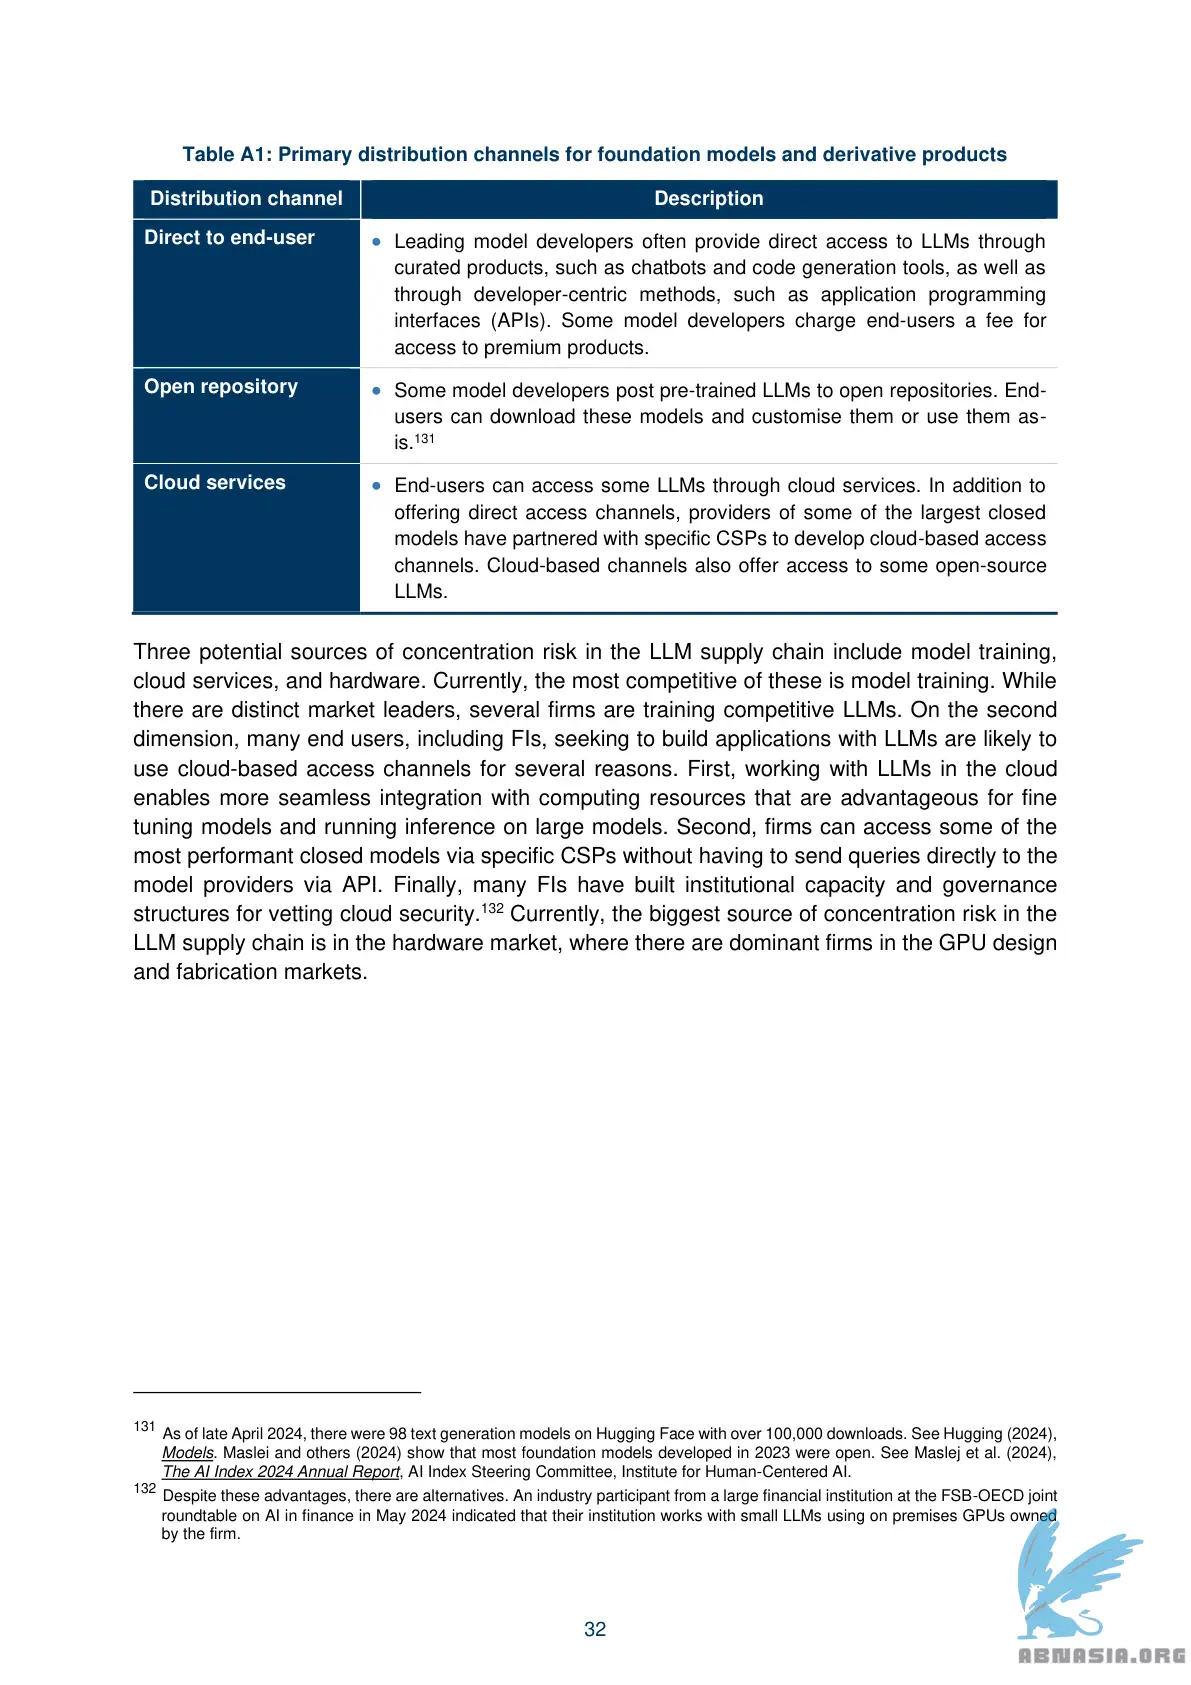 Table A1: Primary distribution channels for foundation models and derivative products
Distribution channel
Description
Direct to end-user
• Leading model developers often provide direct access to LLMs through
curated products, such as chatbots and code generation tools, as well as
through developer-centric methods, such as application programming
interfaces (APIs). Some model developers charge end-users a fee for
access to premium products.
Open repository
• Some model developers post pre-trained LLMs to open repositories. End-
users can download these models and customise them or use them as-
is.131
Cloud services
• End-users can access some LLMs through cloud services. In addition to
offering direct access channels, providers of some of the largest closed
models have partnered with specific CSPs to develop cloud-based access
channels. Cloud-based channels also offer access to some open-source
LLMs.
Three potential sources of concentration risk in the LLM supply chain include model training,
cloud services, and hardware. Currently, the most competitive of these is model training. While
there are distinct market leaders, several firms are training competitive LLMs. On the second
dimension, many end users, including FIs, seeking to build applications with LLMs are likely to
use cloud-based access channels for several reasons. First, working with LLMs in the cloud
enables more seamless integration with computing resources that are advantageous for fine
tuning models and running inference on large models. Second, firms can access some of the
most performant closed models via specific CSPs without having to send queries directly to the
model providers via API. Finally, many FIs have built institutional capacity and governance
structures for vetting cloud security.132 Currently, the biggest source of concentration risk in the
LLM supply chain is in the hardware market, where there are dominant firms in the GPU design
and fabrication markets.
131 As of late April 2024, there were 98 text generation models on Hugging Face with over 100,000 downloads. See Hugging (2024),
Models. Maslei and others (2024) show that most foundation models developed in 2023 were open. See Maslej et al. (2024),
The AI Index 2024 Annual Report, AI Index Steering Committee, Institute for Human-Centered AI.
132 Despite these advantages, there are alternatives. An industry participant from a large financial institution at the FSB-OECD joint
roundtable on AI in finance in May 2024 indicated that their institution works with small LLMs using on premises GPUs owned
by the firm.
32
ABNASIA.ORG